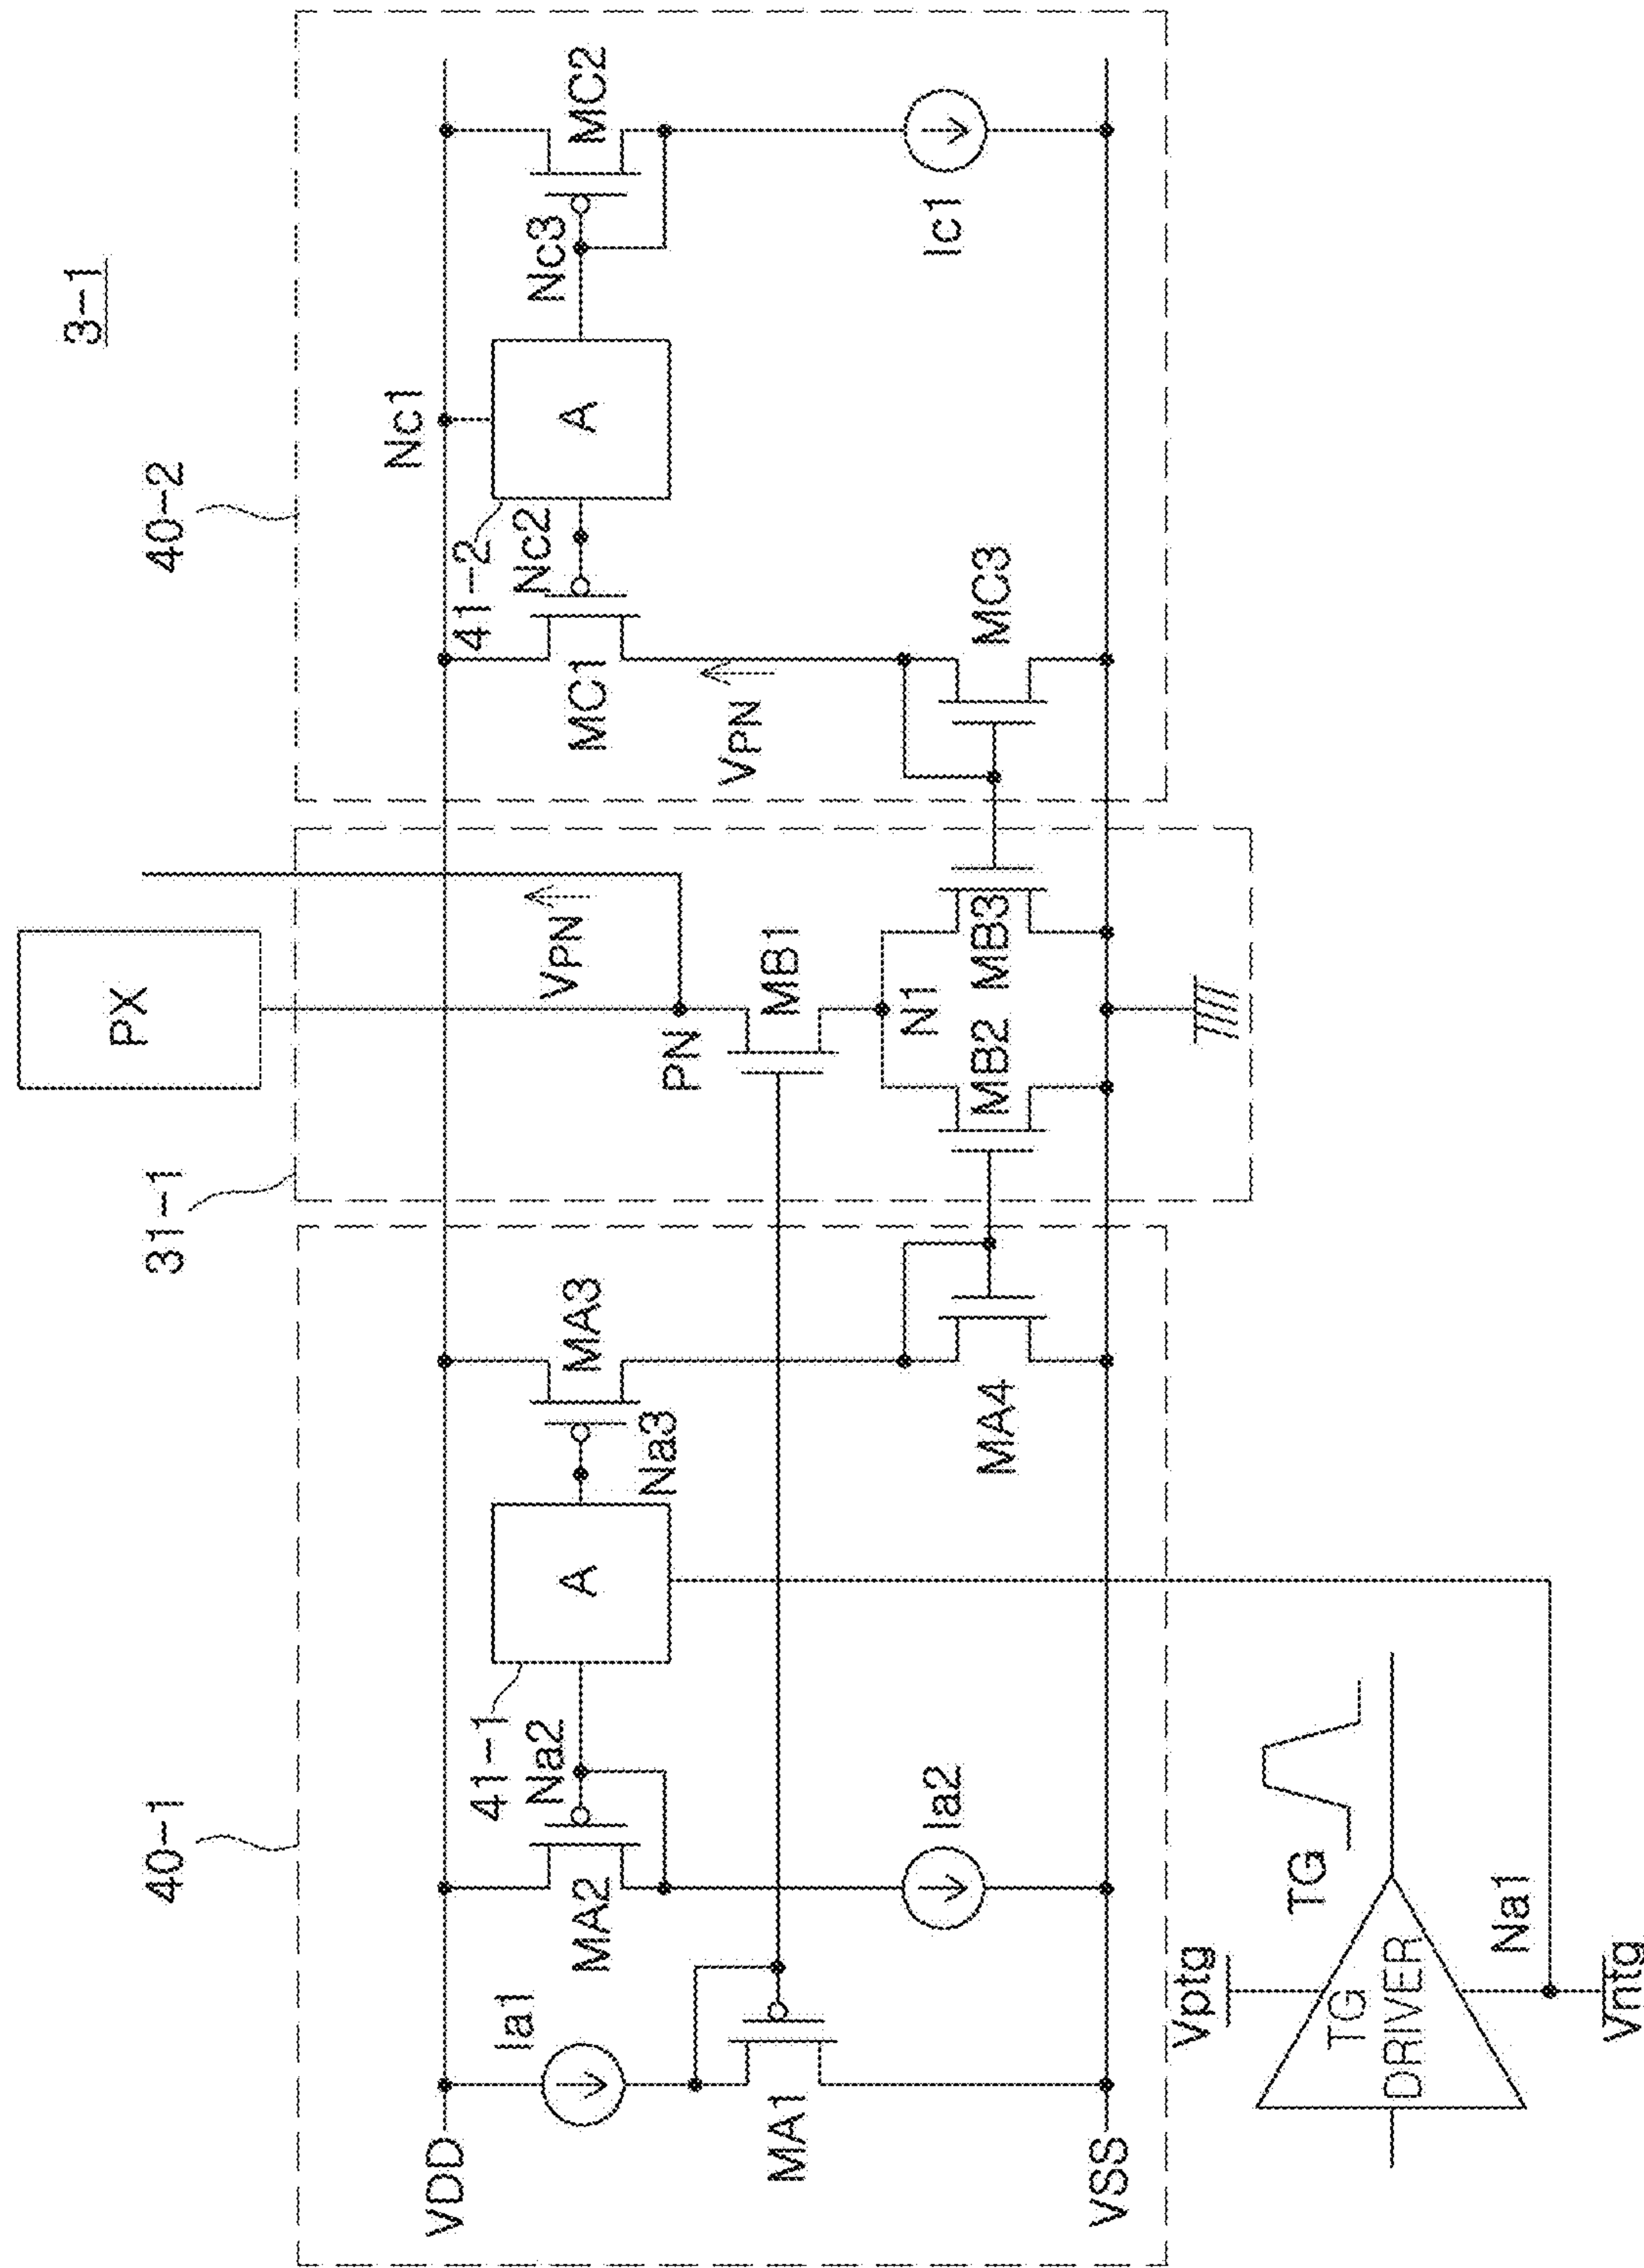 3-1
40-1
31-1
40-2
PX
VDD
Ia1
MA1
MA2
Na2
41-1
A
Na3
MA3
Ia2
MA4
PN
VPN
MB1
N1
MB2
MB3
VPN
MC1
41-2
Nc2
Nc1
A
Nc3
MC2
MC3
Ic1
VSS
Vptg
TG
DRIVER
TG
Na1
Vntg